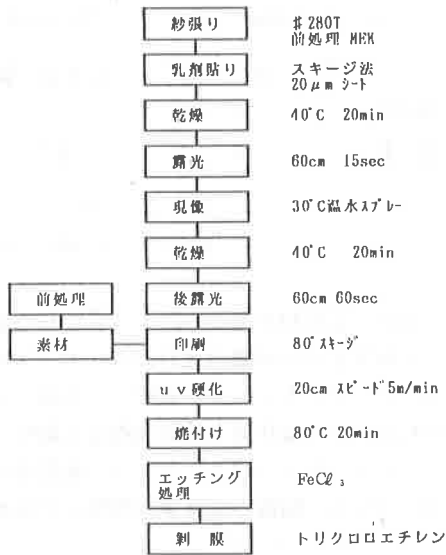 紗張り
♯280T
前処理 MEK
乳剤貼り
スキージ法
20μm シート
乾燥
40°C 20min
露光
60cm 15sec
現像
30°C温水スプレー
乾燥
40°C 20min
前処理
後露光
60cm 60sec
素材
印刷
80°スキージ
uv硬化
20cm スピード5m/min
焼付け
80°C 20min
エッチング
処理
FeCl₃
剥膜
トリクロロエチレン